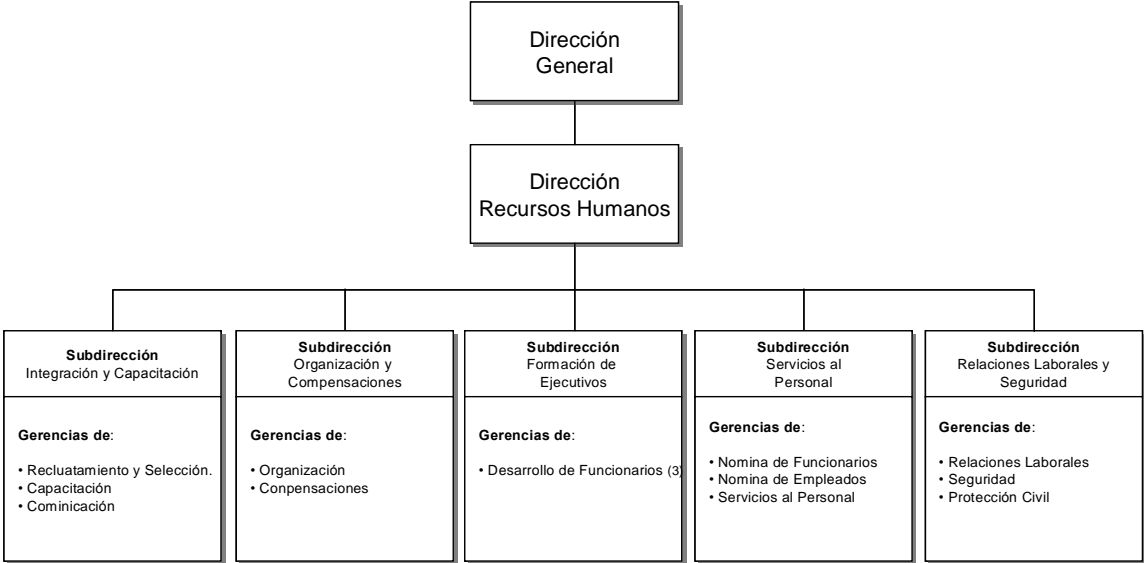 Dirección
General
Dirección
Recursos Humanos
Subdirección
Integración y Capacitación
Gerencias de:
• Recluatamiento y Selección.
• Capacitación
• Cominicación
Subdirección
Organización y
Compensaciones
Gerencias de:
• Organización
• Conpensaciones
Subdirección
Formación de
Ejecutivos
Gerencias de:
• Desarrollo de Funcionarios (3)
Subdirección
Servicios al
Personal
Gerencias de:
• Nomina de Funcionarios
• Nomina de Empleados
• Servicios al Personal
Subdirección
Relaciones Laborales y
Seguridad
Gerencias de:
• Relaciones Laborales
• Seguridad
• Protección Civil